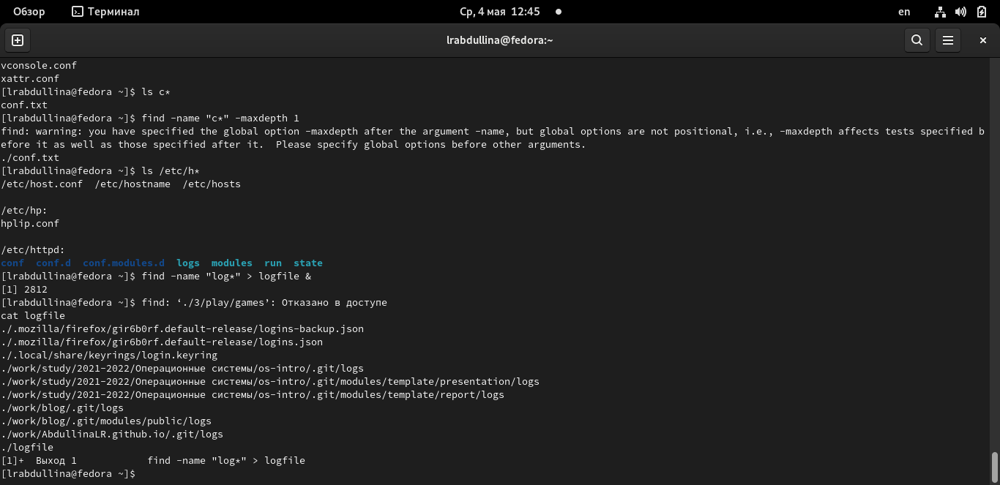 Обзор Терминал Ср, 4 мая 12:45 en
lrabdullina@fedora:~
vconsole.conf
xattr.conf
[lrabdullina@fedora ~]$ ls c*
conf.txt
[lrabdullina@fedora ~]$ find -name "c*" -maxdepth 1
find: warning: you have specified the global option -maxdepth after the argument -name, but global options are not positional, i.e., -maxdepth affects tests specified b
efore it as well as those specified after it.  Please specify global options before other arguments.
./conf.txt
[lrabdullina@fedora ~]$ ls /etc/h*
/etc/host.conf  /etc/hostname  /etc/hosts
/etc/hp:
hplip.conf
/etc/httpd:
conf  conf.d  conf.modules.d  logs  modules  run  state
[lrabdullina@fedora ~]$ find -name "log*" > logfile &
[1] 2812
[lrabdullina@fedora ~]$ find: ‘./3/play/games’: Отказано в доступе
cat logfile
./.mozilla/firefox/gir6b0rf.default-release/logins-backup.json
./.mozilla/firefox/gir6b0rf.default-release/logins.json
./.local/share/keyrings/login.keyring
./work/study/2021-2022/Операционные системы/os-intro/.git/logs
./work/study/2021-2022/Операционные системы/os-intro/.git/modules/template/presentation/logs
./work/study/2021-2022/Операционные системы/os-intro/.git/modules/template/report/logs
./work/blog/.git/logs
./work/blog/.git/modules/public/logs
./work/AbdullinaLR.github.io/.git/logs
./logfile
[1]+  Выход 1            find -name "log*" > logfile
[lrabdullina@fedora ~]$